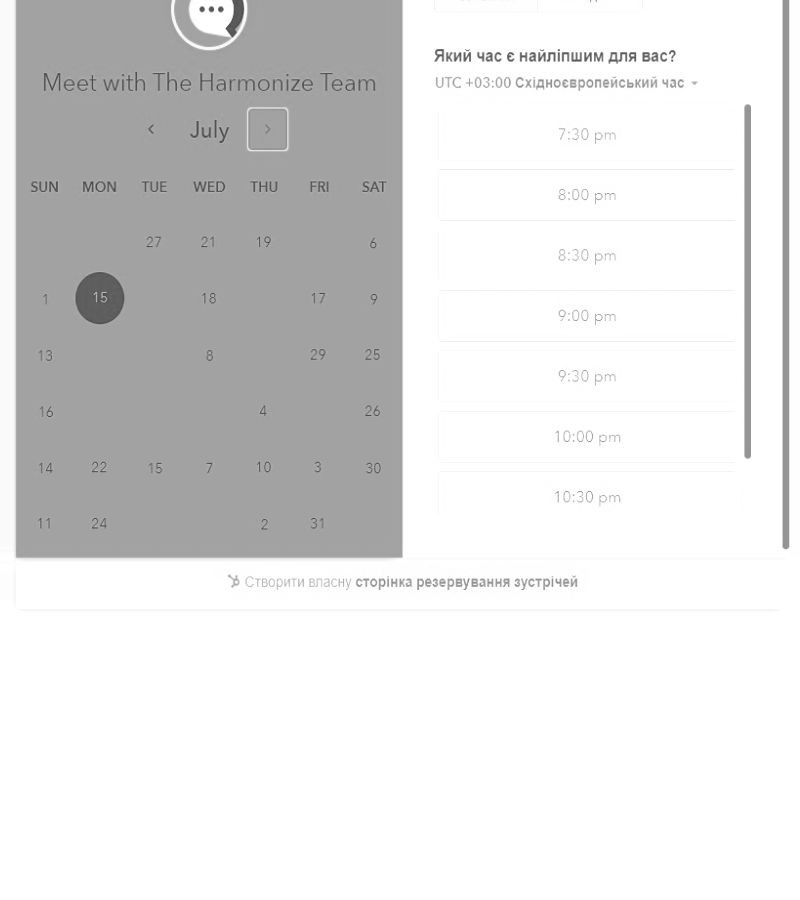 Meet with The Harmonize Team
July
SUN MON TUE WED THU FRI SAT
27 21 19 6
1 15 18 17 9
13 8 29 25
16 4 26
14 22 15 7 10 3 30
11 24 2 31
Який час є найліпшим для вас?
UTC +03:00 Східноєвропейський час
7:30 pm
8:00 pm
8:30 pm
9:00 pm
9:30 pm
10:00 pm
10:30 pm
Створити власну сторінка резервування зустрічей